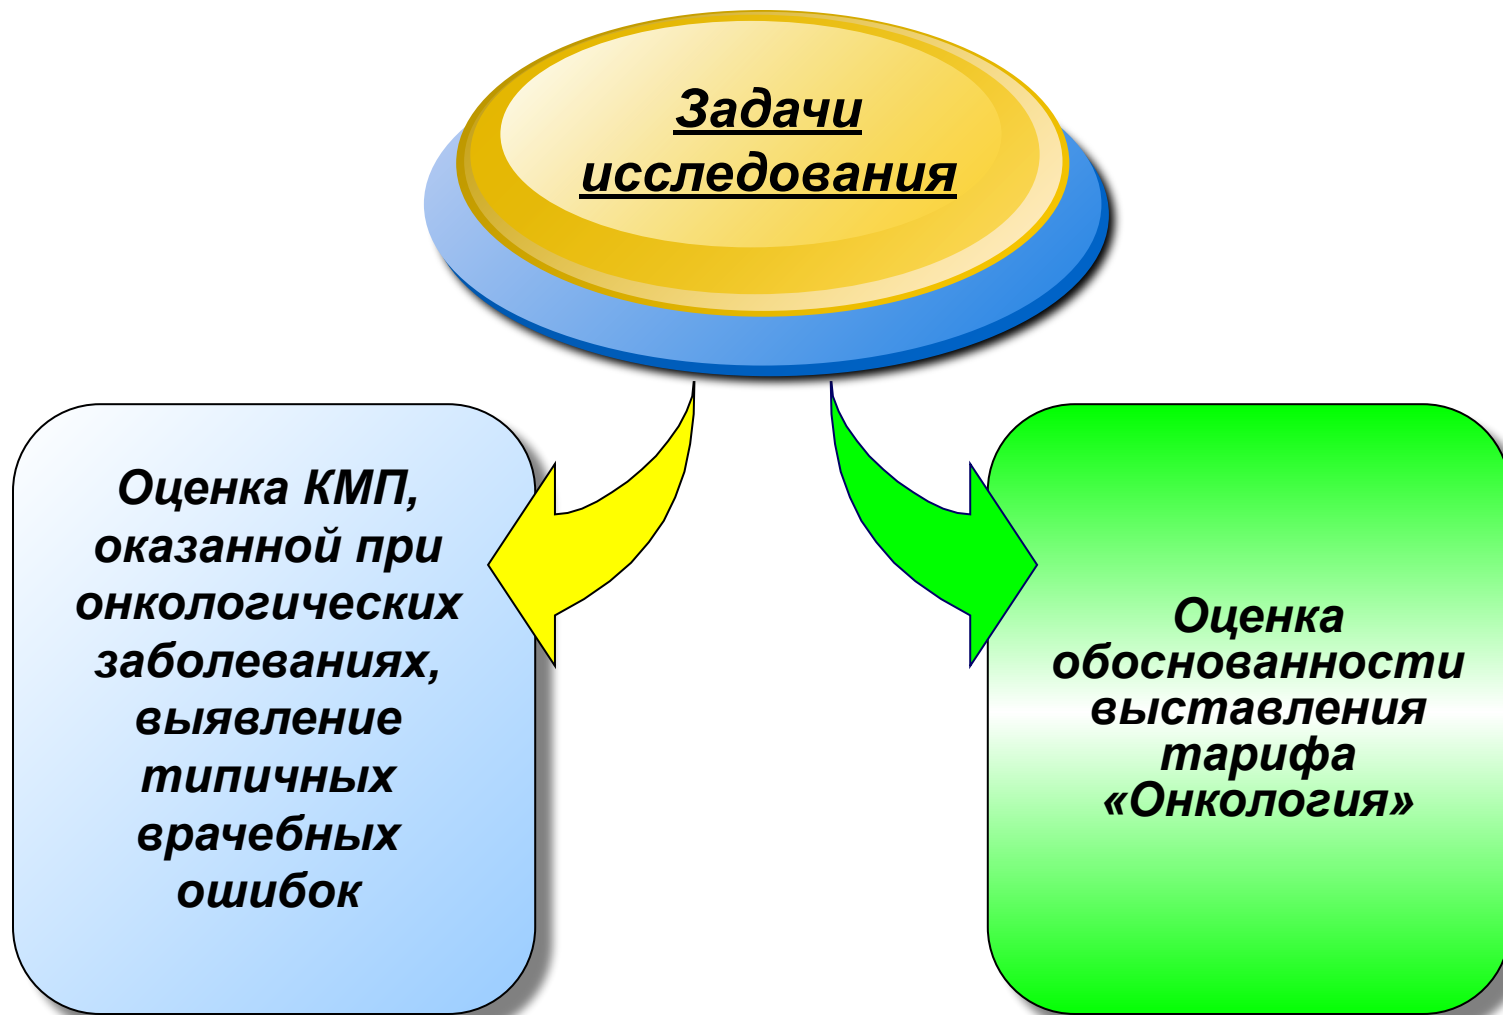 Задачи
исследования
Оценка КМП,
оказанной при
онкологических
заболеваниях,
выявление
типичных
врачебных
ошибок
Оценка
обоснованности
выставления
тарифа
«Онкология»